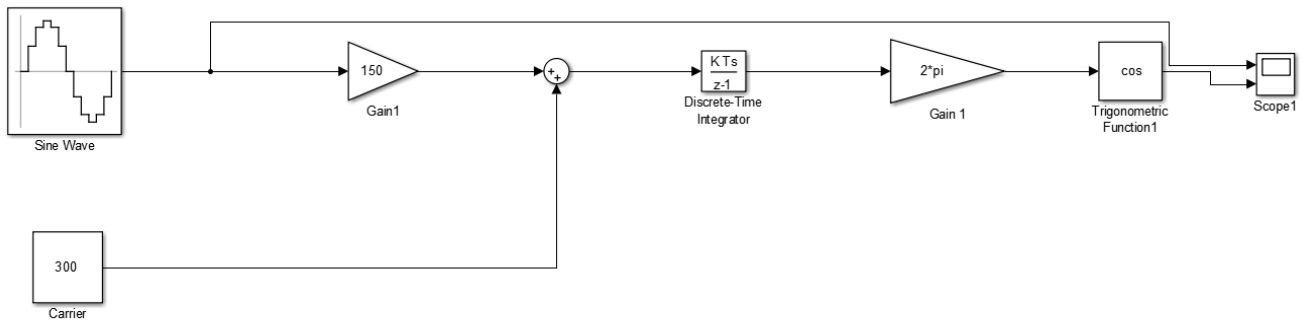 150
Gain1
+
+
K Ts
z-1
Discrete-Time
Integrator
2*pi
Gain 1
cos
Trigonometric
Function1
Scope1
Sine Wave
300
Carrier